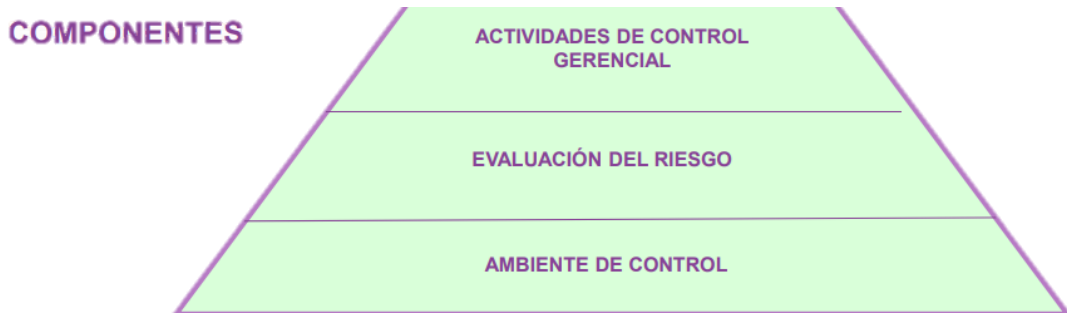 COMPONENTES
ACTIVIDADES DE CONTROL
GERENCIAL
EVALUACIÓN DEL RIESGO
AMBIENTE DE CONTROL